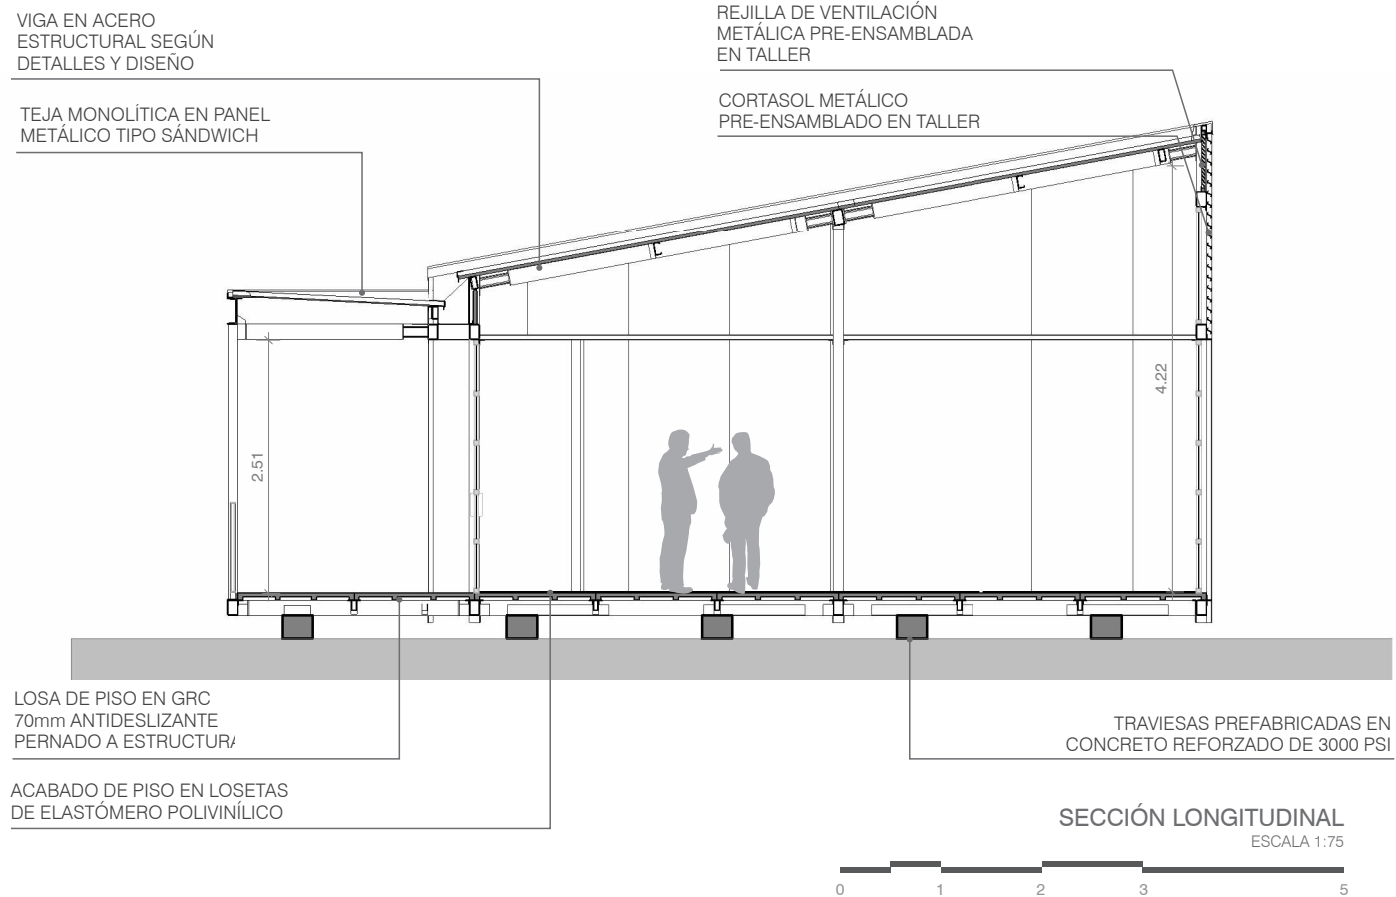 VIGA EN ACERO
ESTRUCTURAL SEGÚN
DETALLES Y DISEÑO
TEJA MONOLÍTICA EN PANEL
METÁLICO TIPO SÁNDWICH
REJILLA DE VENTILACIÓN
METÁLICA PRE-ENSAMBLADA
EN TALLER
CORTASOL METÁLICO
PRE-ENSAMBLADO EN TALLER
2.51
4.22
LOSA DE PISO EN GRC
70mm ANTIDESLIZANTE
PERNADO A ESTRUCTURA
ACABADO DE PISO EN LOSETAS
DE ELASTÓMERO POLIVINÍLICO
TRAVIESAS PREFABRICADAS EN
CONCRETO REFORZADO DE 3000 PSI
SECCIÓN LONGITUDINAL
ESCALA 1:75
0 1 2 3 5